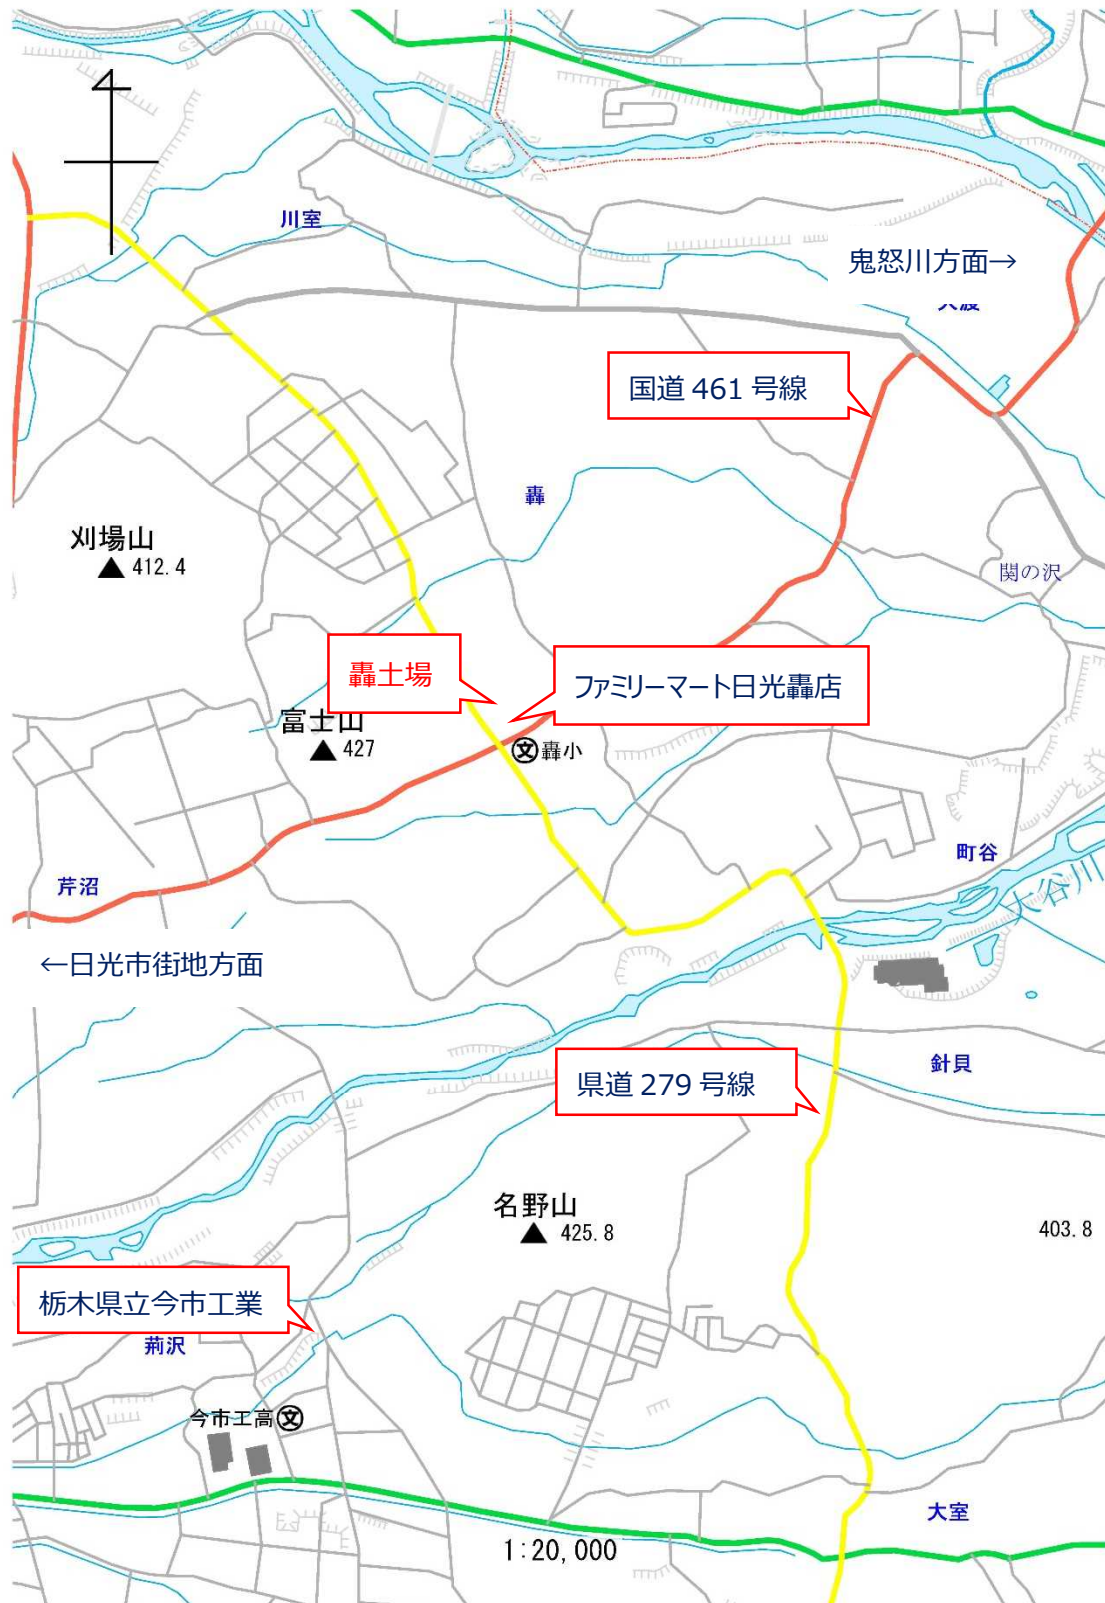 川室
鬼怒川方面→
大渡
国道 461 号線
轟
刈場山
412.4
関の沢
轟土場
ファミリーマート日光轟店
富士山
427
文
轟小
芹沼
町谷
大谷川
←日光市街地方面
針貝
県道 279 号線
名野山
425.8
403.8
栃木県立今市工業
荊沢
今市工高
文
大室
1:20,000